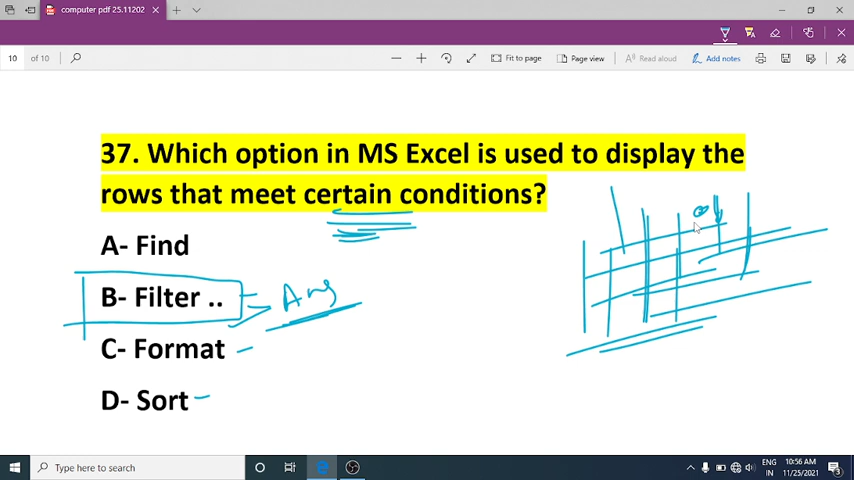 computer pdf 25.11202
10 of 10
Fit to page
Page view
Read aloud
Add notes
37. Which option in MS Excel is used to display the
rows that meet certain conditions?
A- Find
B- Filter ..
Ans
C- Format
D- Sort
Type here to search
ENG
IN
10:56 AM
11/25/2021
3